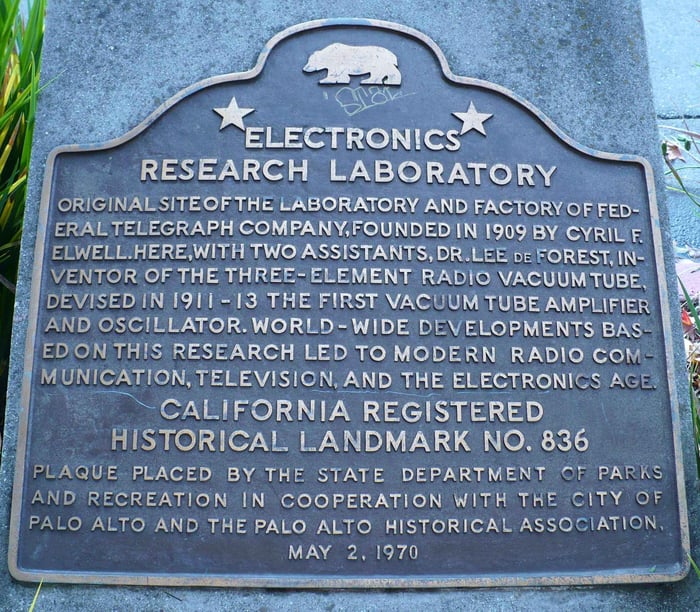 ELECTRONICS
RESEARCH LABORATORY
ORIGINAL SITE OF THE LABORATORY AND FACTORY OF FED-
ERAL TELEGRAPH COMPANY, FOUNDED IN 1909 BY CYRIL F.
ELWELL. HERE, WITH TWO ASSISTANTS, DR. LEE DE FOREST, IN-
VENTOR OF THE THREE-ELEMENT RADIO VACUUM TUBE,
DEVISED IN 1911-13 THE FIRST VACUUM TUBE AMPLIFIER
AND OSCILLATOR. WORLD-WIDE DEVELOPMENTS BAS-
ED ON THIS RESEARCH LED TO MODERN RADIO COM-
MUNICATION, TELEVISION, AND THE ELECTRONICS AGE.
CALIFORNIA REGISTERED
HISTORICAL LANDMARK NO. 836
PLAQUE PLACED BY THE STATE DEPARTMENT OF PARKS
AND RECREATION IN COOPERATION WITH THE CITY OF
PALO ALTO AND THE PALO ALTO HISTORICAL ASSOCIATION,
MAY 2, 1970